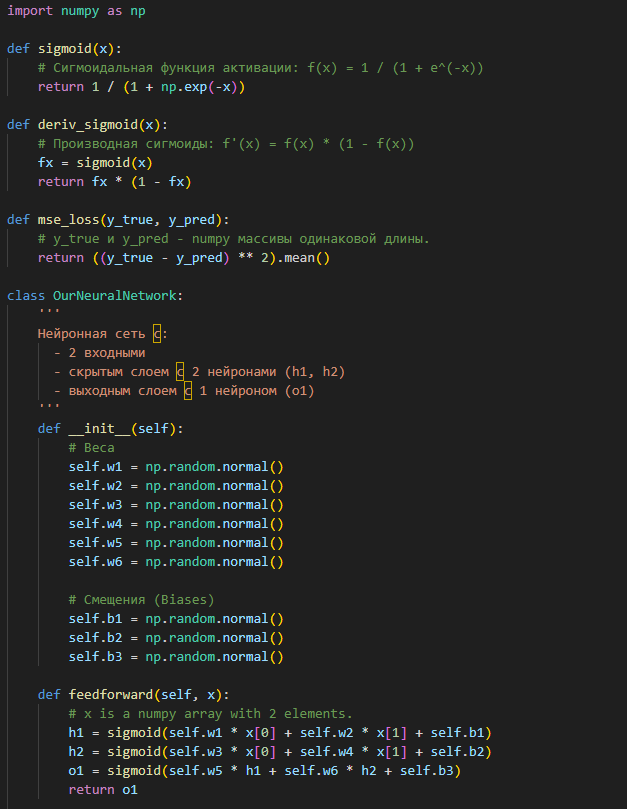 import numpy as np
def sigmoid(x):
# Сигмоидальная функция активации: f(x) = 1 / (1 + e^(-x))
return 1 / (1 + np.exp(-x))
def deriv_sigmoid(x):
# Производная сигмоиды: f'(x) = f(x) * (1 - f(x))
fx = sigmoid(x)
return fx * (1 - fx)
def mse_loss(y_true, y_pred):
# y_true и y_pred - numpy массивы одинаковой длины.
return ((y_true - y_pred) ** 2).mean()
class OurNeuralNetwork:
'''
Нейронная сеть с:
- 2 входными
- скрытым слоем с 2 нейронами (h1, h2)
- выходным слоем с 1 нейроном (o1)
'''
def __init__(self):
# Веса
self.w1 = np.random.normal()
self.w2 = np.random.normal()
self.w3 = np.random.normal()
self.w4 = np.random.normal()
self.w5 = np.random.normal()
self.w6 = np.random.normal()
# Смещения (Biases)
self.b1 = np.random.normal()
self.b2 = np.random.normal()
self.b3 = np.random.normal()
def feedforward(self, x):
# x is a numpy array with 2 elements.
h1 = sigmoid(self.w1 * x[0] + self.w2 * x[1] + self.b1)
h2 = sigmoid(self.w3 * x[0] + self.w4 * x[1] + self.b2)
o1 = sigmoid(self.w5 * h1 + self.w6 * h2 + self.b3)
return o1